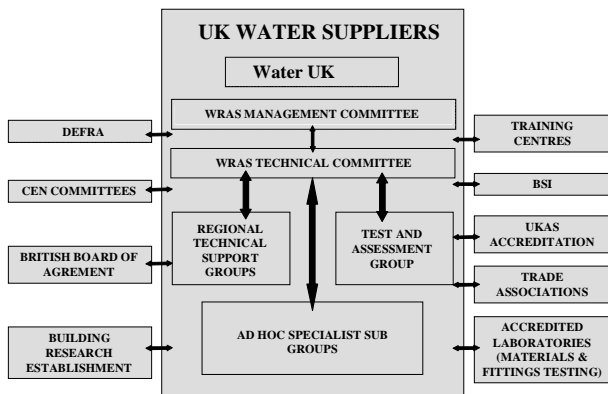 UK WATER SUPPLIERS
Water UK
WRAS MANAGEMENT COMMITTEE
WRAS TECHNICAL COMMITTEE
REGIONAL
TECHNICAL
SUPPORT
GROUPS
TEST AND
ASSESSMENT
GROUP
AD HOC SPECIALIST SUB
GROUPS
DEFRA
CEN COMMITTEES
BRITISH BOARD OF
AGREMENT
BUILDING
RESEARCH
ESTABLISHMENT
TRAINING
CENTRES
BSI
UKAS
ACCREDITATION
TRADE
ASSOCIATIONS
ACCREDITED
LABORATORIES
(MATERIALS &
FITTINGS TESTING)